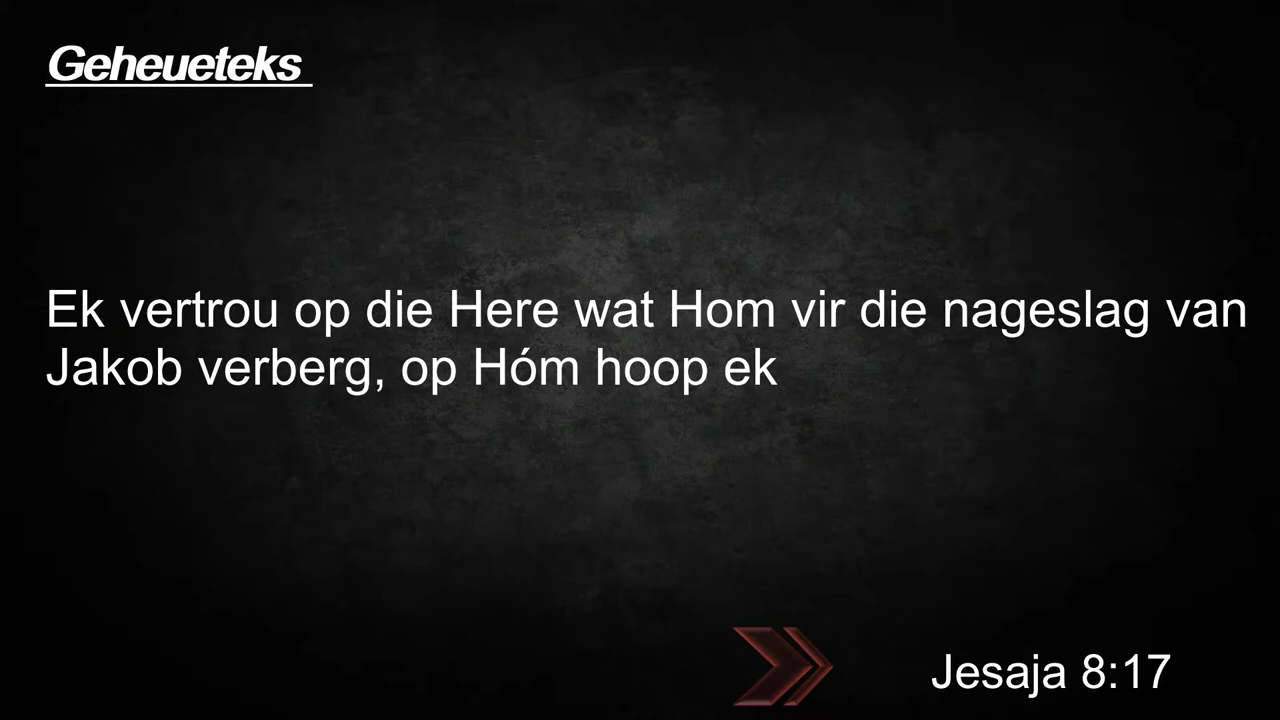 Geheueteks
Ek vertrou op die Here wat Hom vir die nageslag van
Jakob verberg, op Hóm hoop ek
Jesaja 8:17